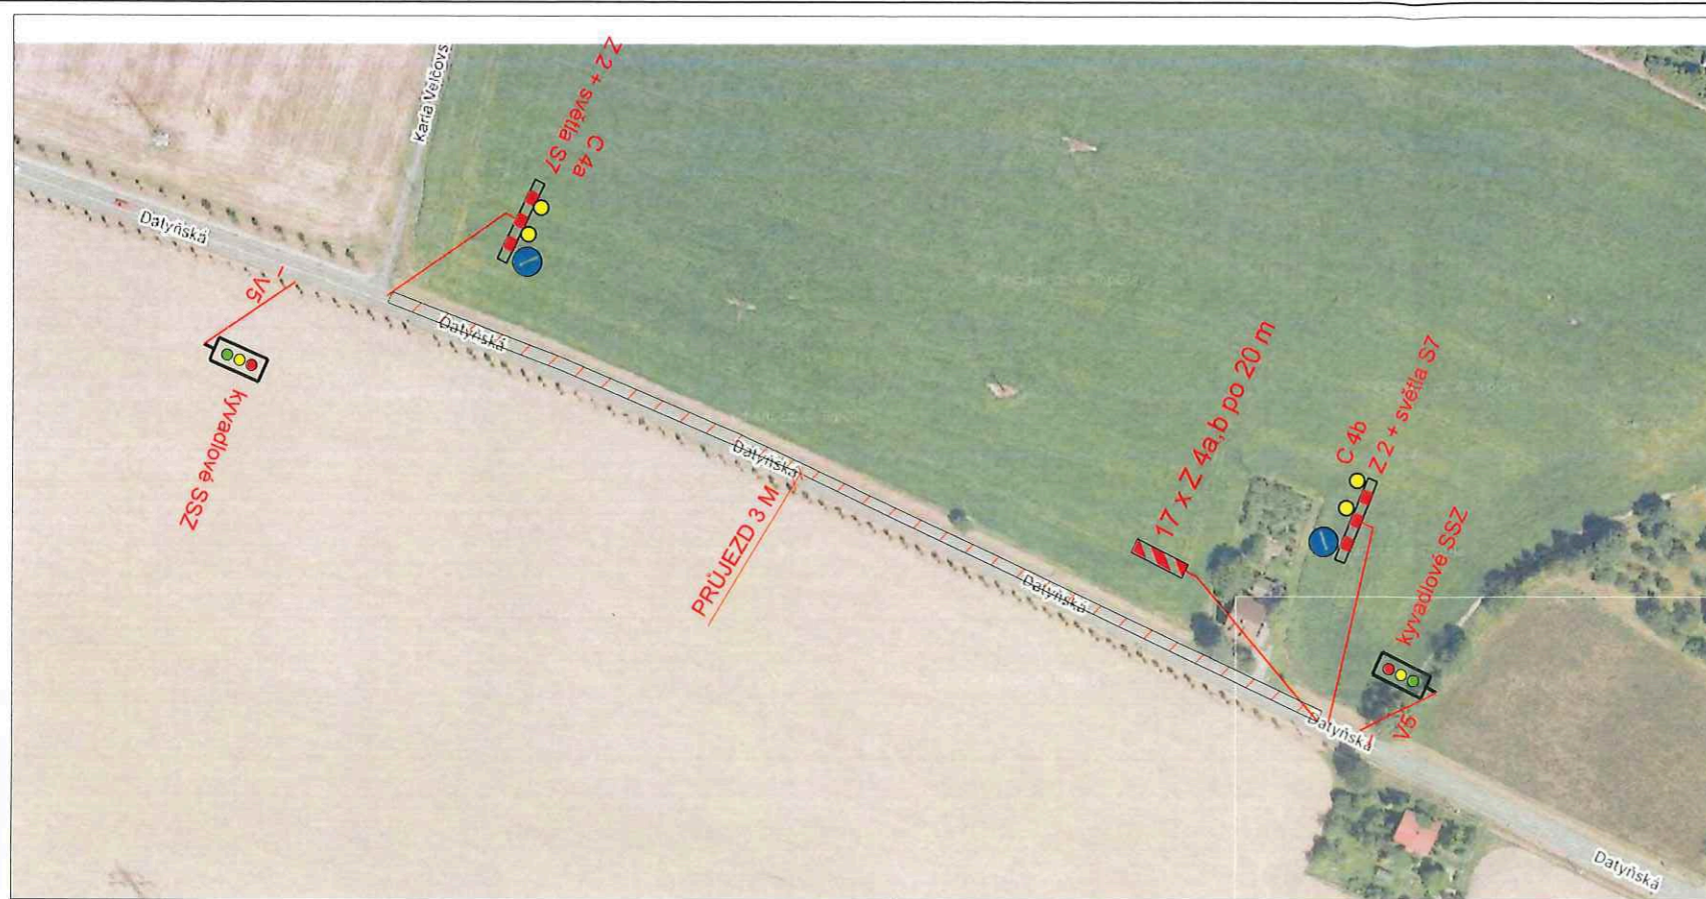 Karla Velčovs
Z 2 + světla S7
C 4a
Datyňská
V5
kyvadlové SSZ
Datyňská
Datyňská
PRŮJEZD 3 M
17 x Z 4a,b po 20 m
C 4b
Z 2 + světla S7
Datyňská
kyvadlové SSZ
V5
Datyňská
Datyňská